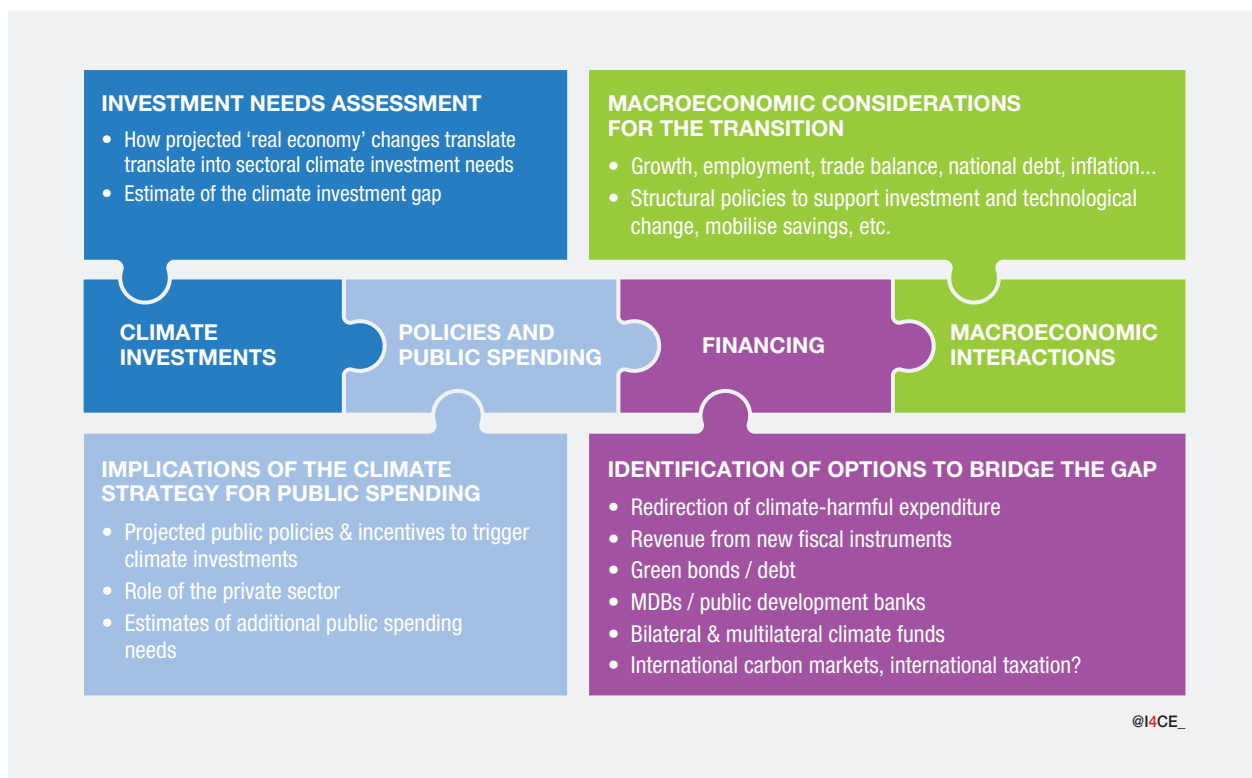 INVESTMENT NEEDS ASSESSMENT
• How projected ‘real economy’ changes translate
translate into sectoral climate investment needs
• Estimate of the climate investment gap
MACROECONOMIC CONSIDERATIONS
FOR THE TRANSITION
• Growth, employment, trade balance, national debt, inflation...
• Structural policies to support investment and technological
change, mobilise savings, etc.
CLIMATE
INVESTMENTS
POLICIES AND
PUBLIC SPENDING
FINANCING
MACROECONOMIC
INTERACTIONS
IMPLICATIONS OF THE CLIMATE
STRATEGY FOR PUBLIC SPENDING
• Projected public policies & incentives to trigger
climate investments
• Role of the private sector
• Estimates of additional public spending
needs
IDENTIFICATION OF OPTIONS TO BRIDGE THE GAP
• Redirection of climate-harmful expenditure
• Revenue from new fiscal instruments
• Green bonds / debt
• MDBs / public development banks
• Bilateral & multilateral climate funds
• International carbon markets, international taxation?
@I4CE_